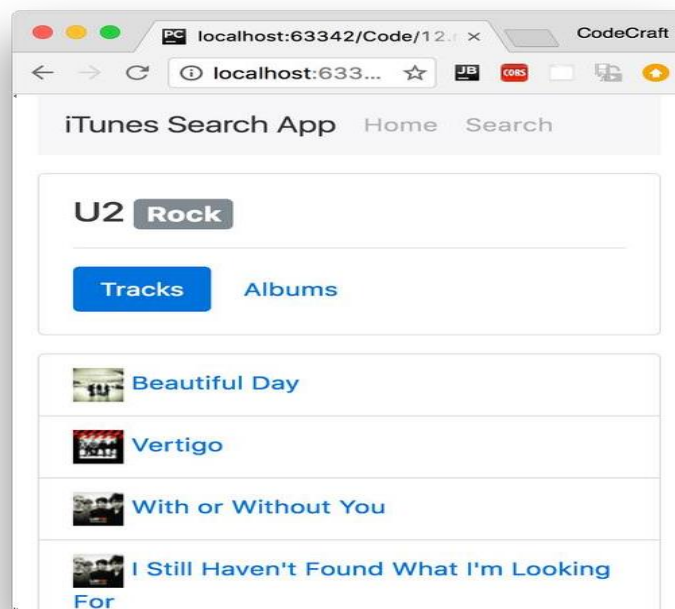 PC localhost:63342/Code/12.
CodeCraft
localhost:633...
JB
CORS
iTunes Search App Home Search
U2 Rock
Tracks Albums
Beautiful Day
Vertigo
With or Without You
I Still Haven't Found What I'm Looking
For